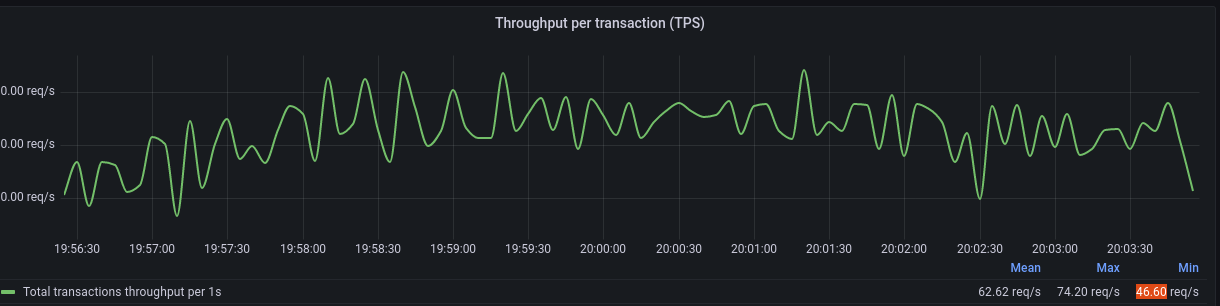 Throughput per transaction (TPS)
0.00 req/s
0.00 req/s
0.00 req/s
19:56:30 19:57:00 19:57:30 19:58:00 19:58:30 19:59:00 19:59:30 20:00:00 20:00:30 20:01:00 20:01:30 20:02:00 20:02:30 20:03:00 20:03:30
Mean Max Min
Total transactions throughput per 1s 62.62 req/s 74.20 req/s 46.60 req/s